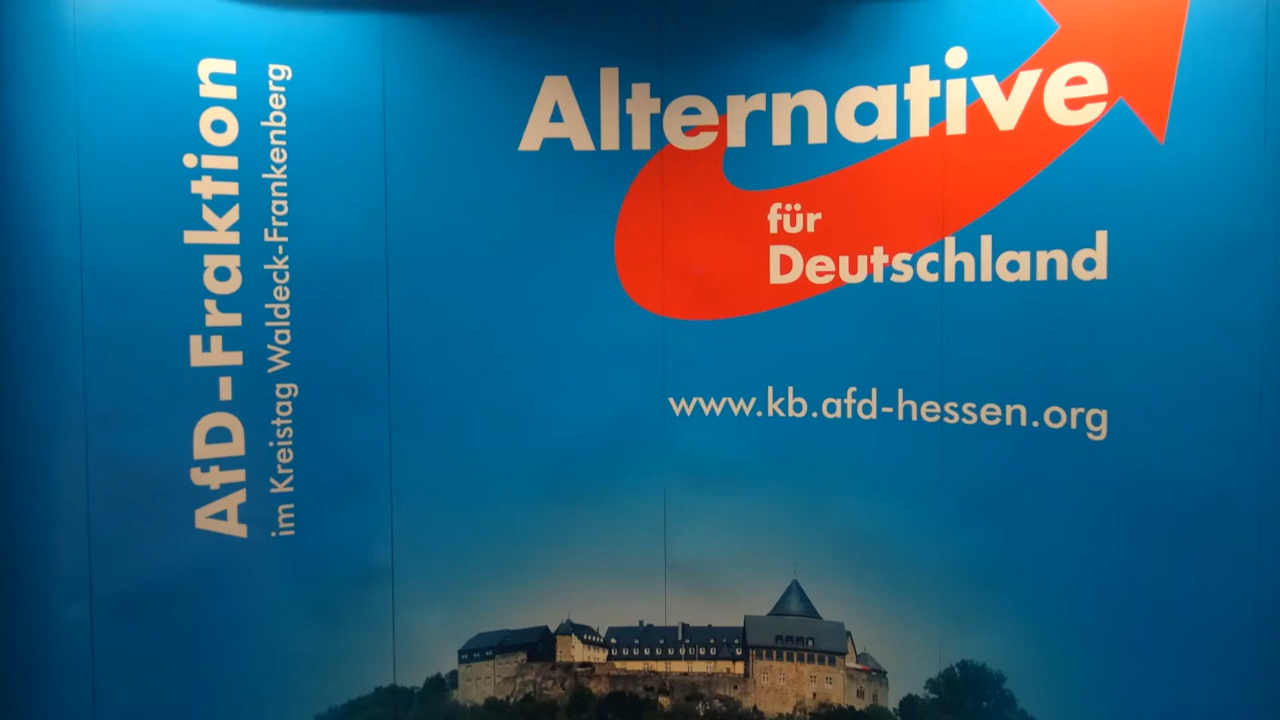 AfD-Fraktion
im Kreistag Waldeck-Frankenberg
Alternative
für
Deutschland
www.kb.afd-hessen.org